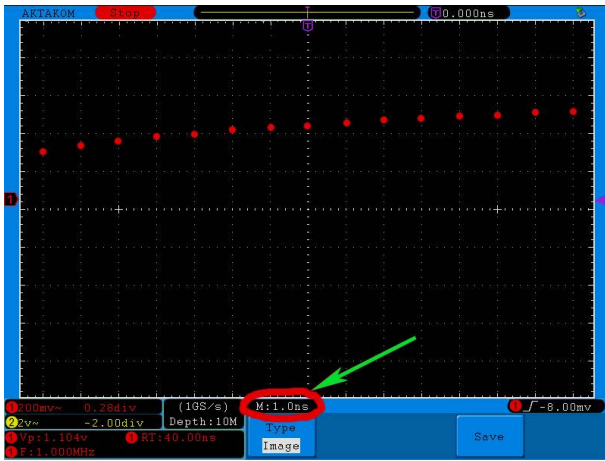 AKTAKOM Stop T 0.000ns
T
1
1 200mv~ 0.28div (1GS/s) M:1.0ns 1 -8.00mv
2 2v~ -2.00div Depth:10M
1 Vp:1.104v 1 RT:40.00ns
1 F:1.000MHz
Type
Image
Save